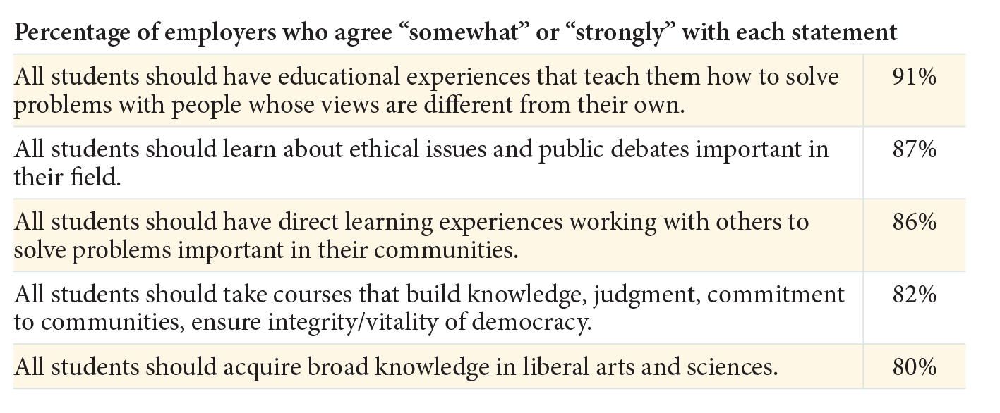 Percentage of employers who agree “somewhat” or “strongly” with each statement
All students should have educational experiences that teach them how to solve
problems with people whose views are different from their own.
91%
All students should learn about ethical issues and public debates important in
their field.
87%
All students should have direct learning experiences working with others to
solve problems important in their communities.
86%
All students should take courses that build knowledge, judgment, commitment
to communities, ensure integrity/vitality of democracy.
82%
All students should acquire broad knowledge in liberal arts and sciences.
80%